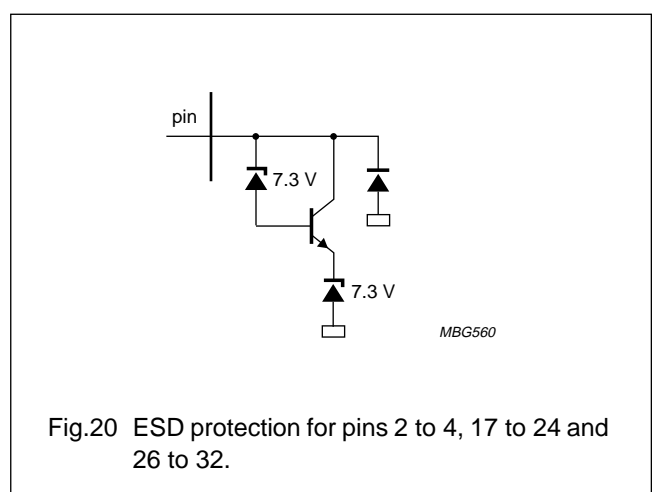 pin
7.3 V
7.3 V
MBG560
Fig.20 ESD protection for pins 2 to 4, 17 to 24 and
26 to 32.